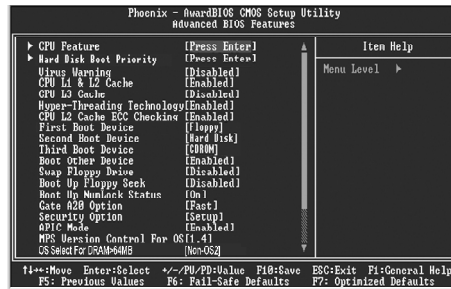 Phoenix - AwardBIOS CMOS Setup Utility
Advanced BIOS Features
▶ CPU Feature [Press Enter]
▶ Hard Disk Boot Priority [Press Enter]
Virus Warning [Disabled]
CPU L1 & L2 Cache [Enabled]
CPU L3 Cache [Disabled]
Hyper-Threading Technology[Enabled]
CPU L2 Cache ECC Checking [Enabled]
First Boot Device [Floppy]
Second Boot Device [Hard Disk]
Third Boot Device [CDROM]
Boot Other Device [Enabled]
Swap Floppy Drive [Disabled]
Boot Up Floppy Seek [Disabled]
Boot Up NumLock Status [On]
Gate A20 Option [Fast]
Security Option [Setup]
APIC Mode [Enabled]
MPS Version Control For OS[1.4]
OS Select For DRAM>64MB [Non-OS2]
Item Help
Menu Level ▶
↑↓→←:Move Enter:Select +/-/PU/PD:Value F10:Save ESC:Exit F1:General Help
F5: Previous Values F6: Fail-Safe Defaults F7: Optimized Defaults